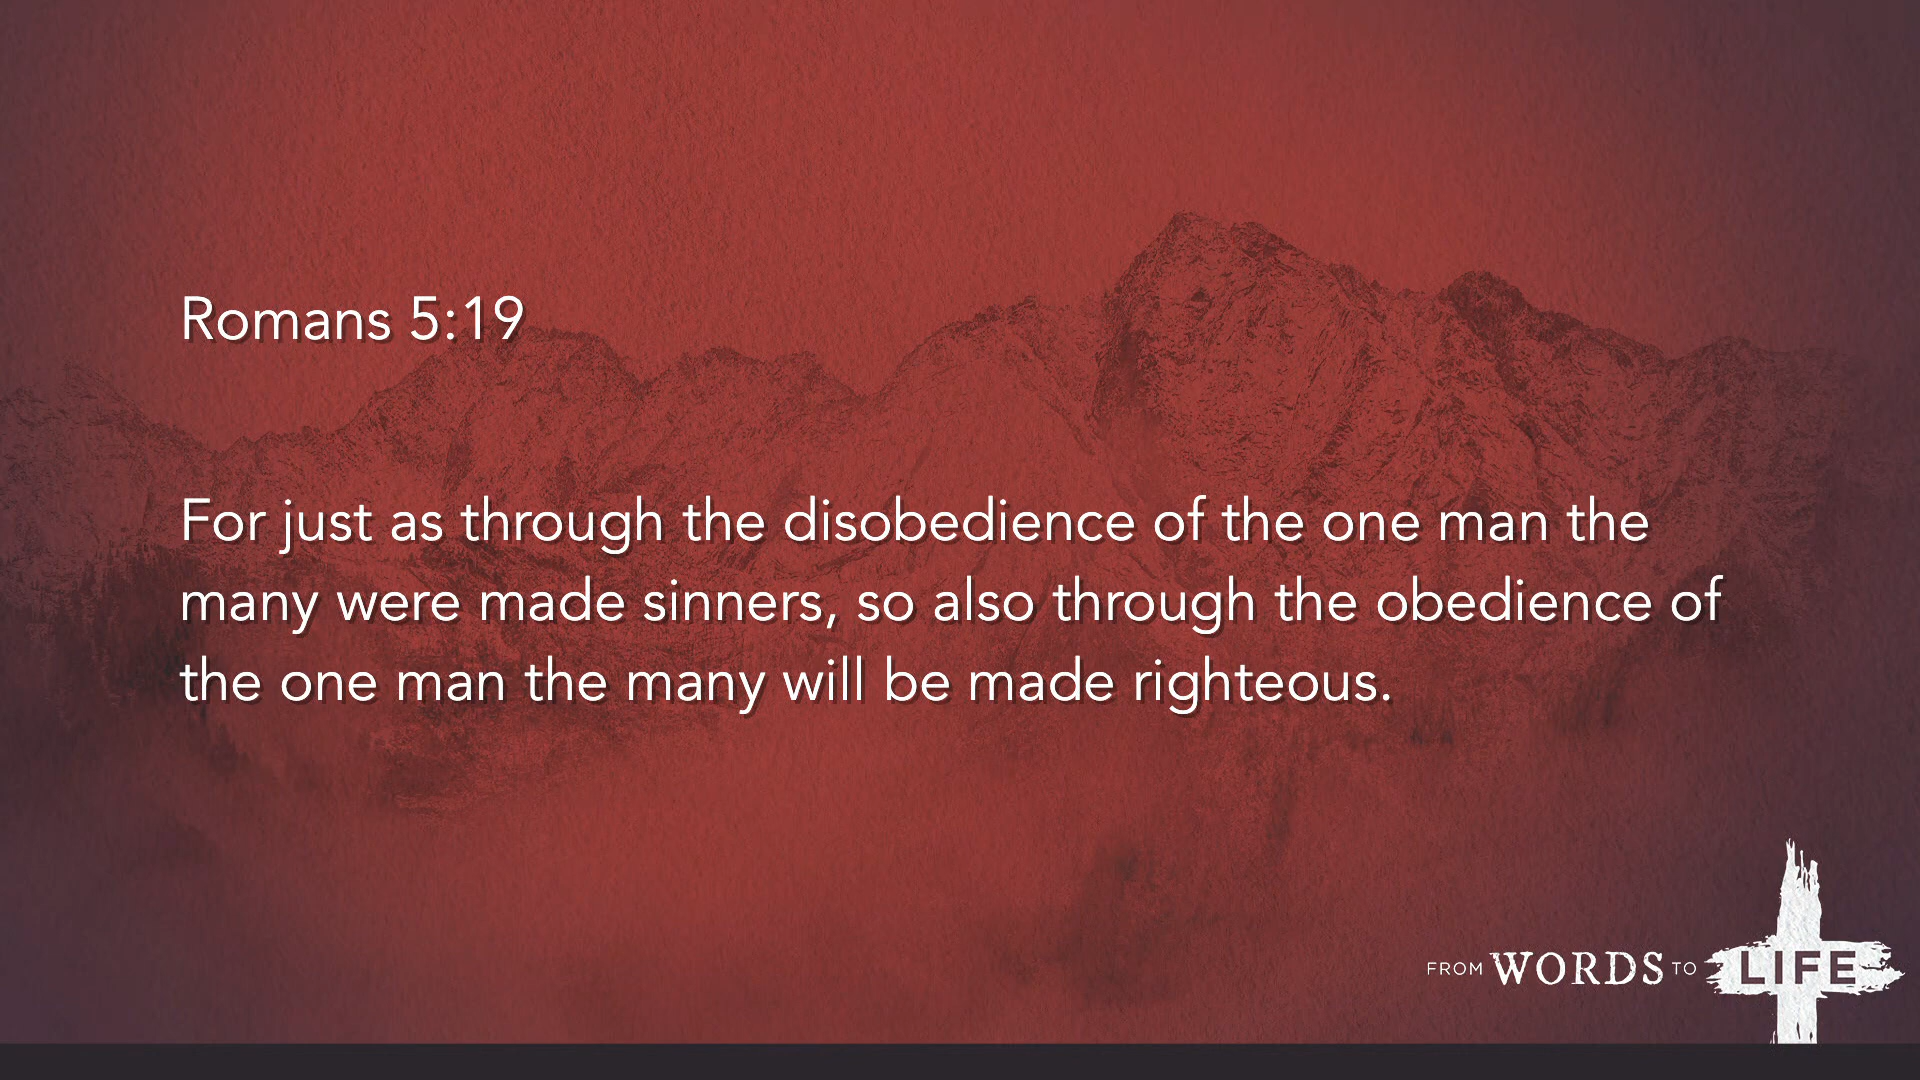 Romans 5:19
For just as through the disobedience of the one man the
many were made sinners, so also through the obedience of
the one man the many will be made righteous.
FROM WORDS TO LIFE